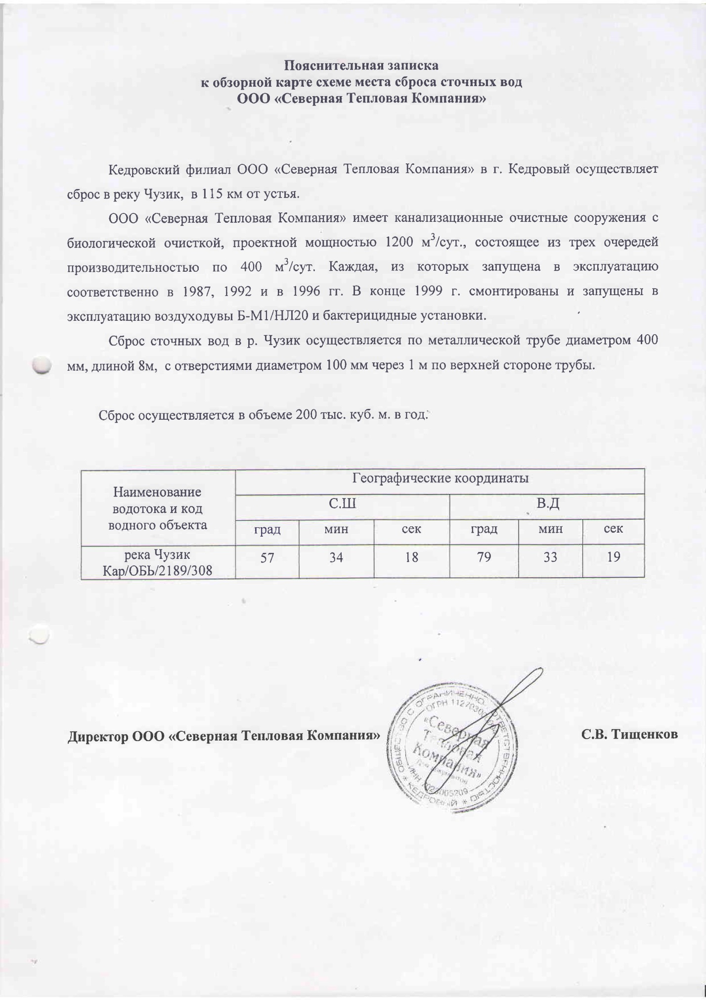 Пояснительная записка
к обзорной карте схеме места сброса сточных вод
ООО «Северная Тепловая Компания»
Кедровский филиал ООО «Северная Тепловая Компания» в г. Кедровый осуществляет
сброс в реку Чузик, в 115 км от устья.
ООО «Северная Тепловая Компания» имеет канализационные очистные сооружения с
биологической очисткой, проектной мощностью 1200 м³/сут., состоящее из трех очередей
производительностью по 400 м³/сут. Каждая, из которых запущена в эксплуатацию
соответственно в 1987, 1992 и в 1996 гг. В конце 1999 г. смонтированы и запущены в
эксплуатацию воздуходувы Б-М1/НЛ20 и бактерицидные установки.
Сброс сточных вод в р. Чузик осуществляется по металлической трубе диаметром 400
мм, длиной 8м, с отверстиями диаметром 100 мм через 1 м по верхней стороне трубы.
Сброс осуществляется в объеме 200 тыс. куб. м. в год.
Наименование
водотока и код
водного объекта
Географические координаты
С.Ш В.Д
град мин сек град мин сек
река Чузик
Кар/ОБЬ/2189/308
57 34 18 79 33 19
Директор ООО «Северная Тепловая Компания»
С.В. Тищенков
ОБЩЕСТВО С ОГРАНИЧЕННОЙ ОТВЕТСТВЕННОСТЬЮ
ОГРН
«Северная
Тепловая
Компания»
Для документов
ИНН
* КЕДРОВЫЙ *